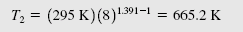 T₂ = (295 K)(8)¹·³⁹¹⁻¹ = 665.2 K